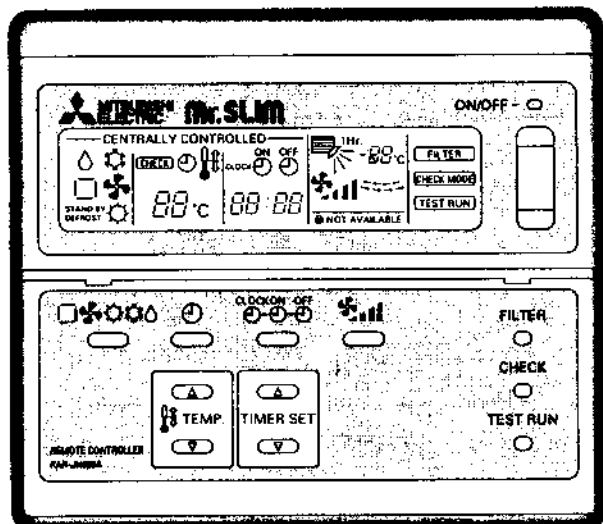 MITSUBISHI ELECTRIC Mr.SLIM
ON/OFF
CENTRALLY CONTROLLED
CHECK
CLOCK
ON OFF
1Hr.
FILTER
CHECK MODE
TEST RUN
STAND BY
DEFROST
88°C
88:88
-88°C
NOT AVAILABLE
CLOCK ON OFF
FILTER
CHECK
TEST RUN
TEMP.
TIMER SET
REMOTE CONTROLLER